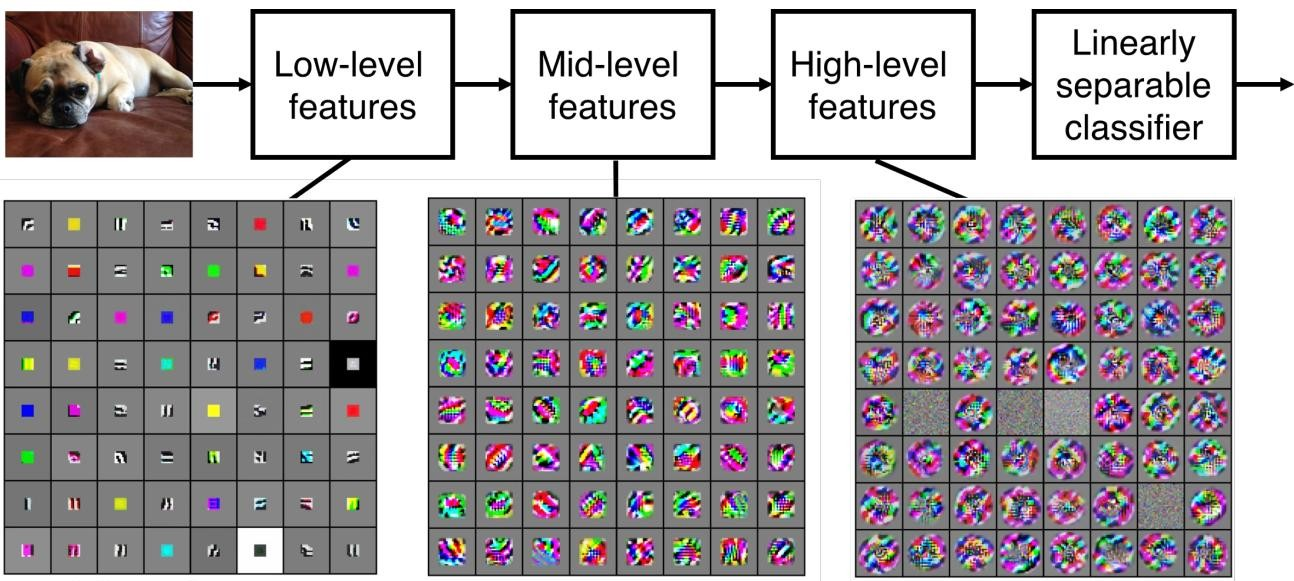 Low-level
features
Mid-level
features
High-level
features
Linearly
separable
classifier